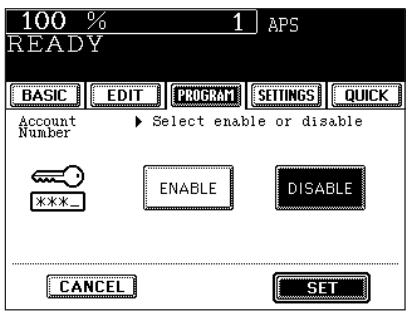 100 % 1 APS
READY
BASIC EDIT PROGRAM SETTINGS QUICK
Account Number ▶ Select enable or disable
***_ ENABLE DISABLE
CANCEL SET